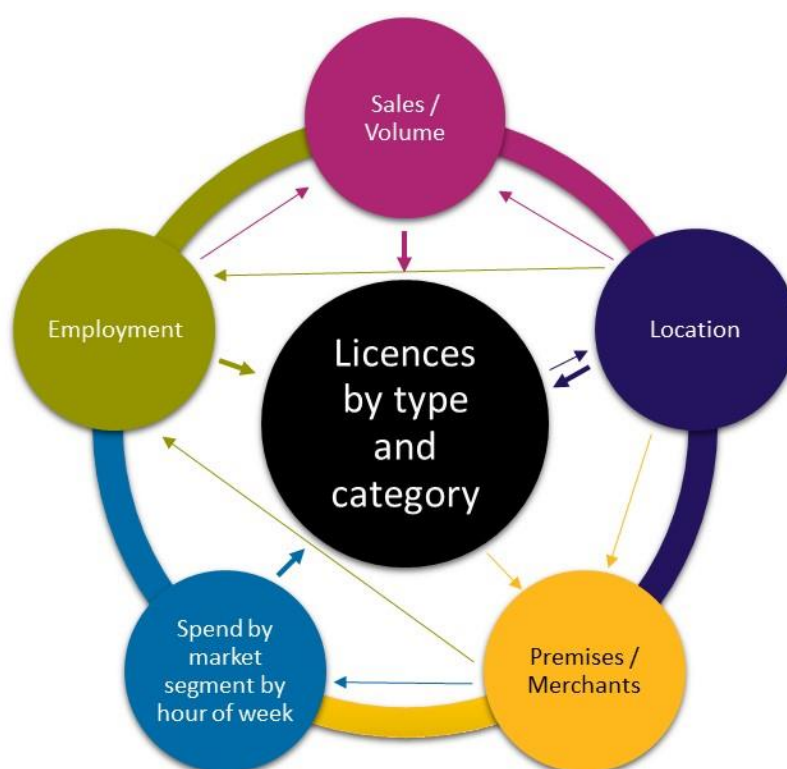 Sales /
Volume
Employment
Location
Licences
by type
and
category
Spend by
market
segment by
hour of week
Premises /
Merchants